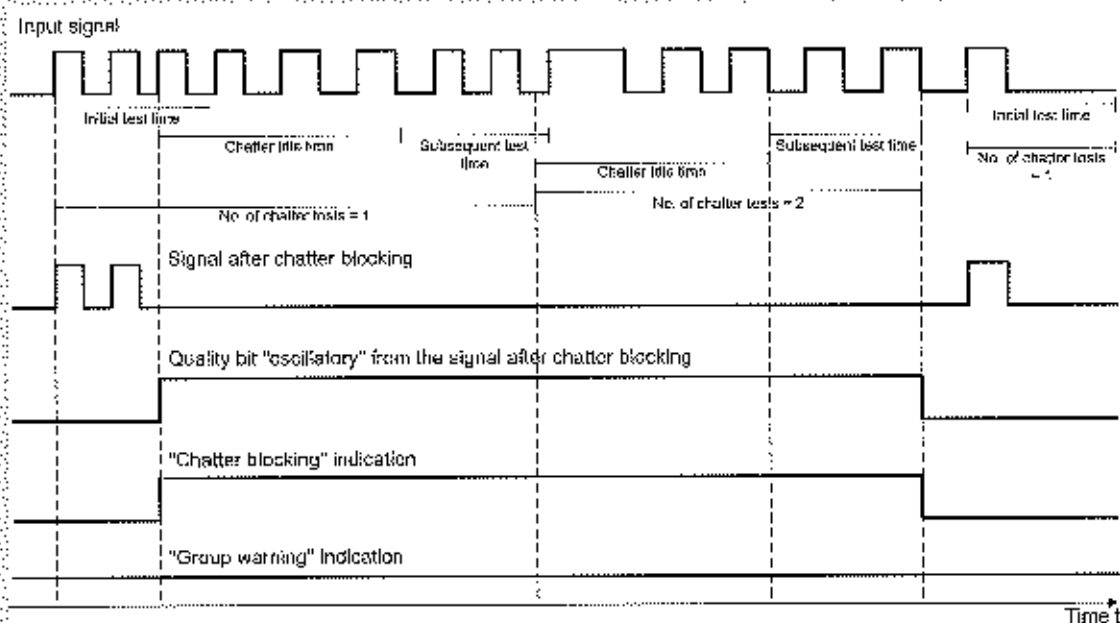 Input signal
Initial test time
Initial test time
Chatter idle time
Subsequent test
time
Subsequent test time
No. of chatter tests
= 1
Chatter idle time
No. of chatter tests = 1
No. of chatter tests = 2
Signal after chatter blocking
Quality bit "oscillatory" from the signal after chatter blocking
"Chatter blocking" indication
"Group warning" indication
Time t